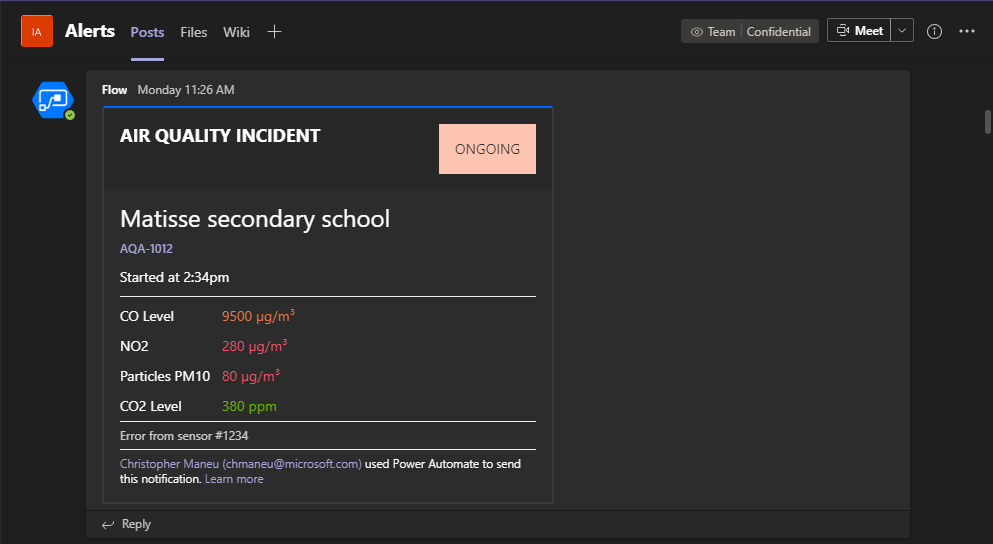 IA Alerts Posts Files Wiki Team Confidential Meet
Flow Monday 11:26 AM
AIR QUALITY INCIDENT
ONGOING
Matisse secondary school
AQA-1012
Started at 2:34pm
CO Level 9500 µg/m³
NO2 280 µg/m³
Particles PM10 80 µg/m³
CO2 Level 380 ppm
Error from sensor #1234
Christopher Maneu (chmaneu@microsoft.com) used Power Automate to send
this notification. Learn more
Reply